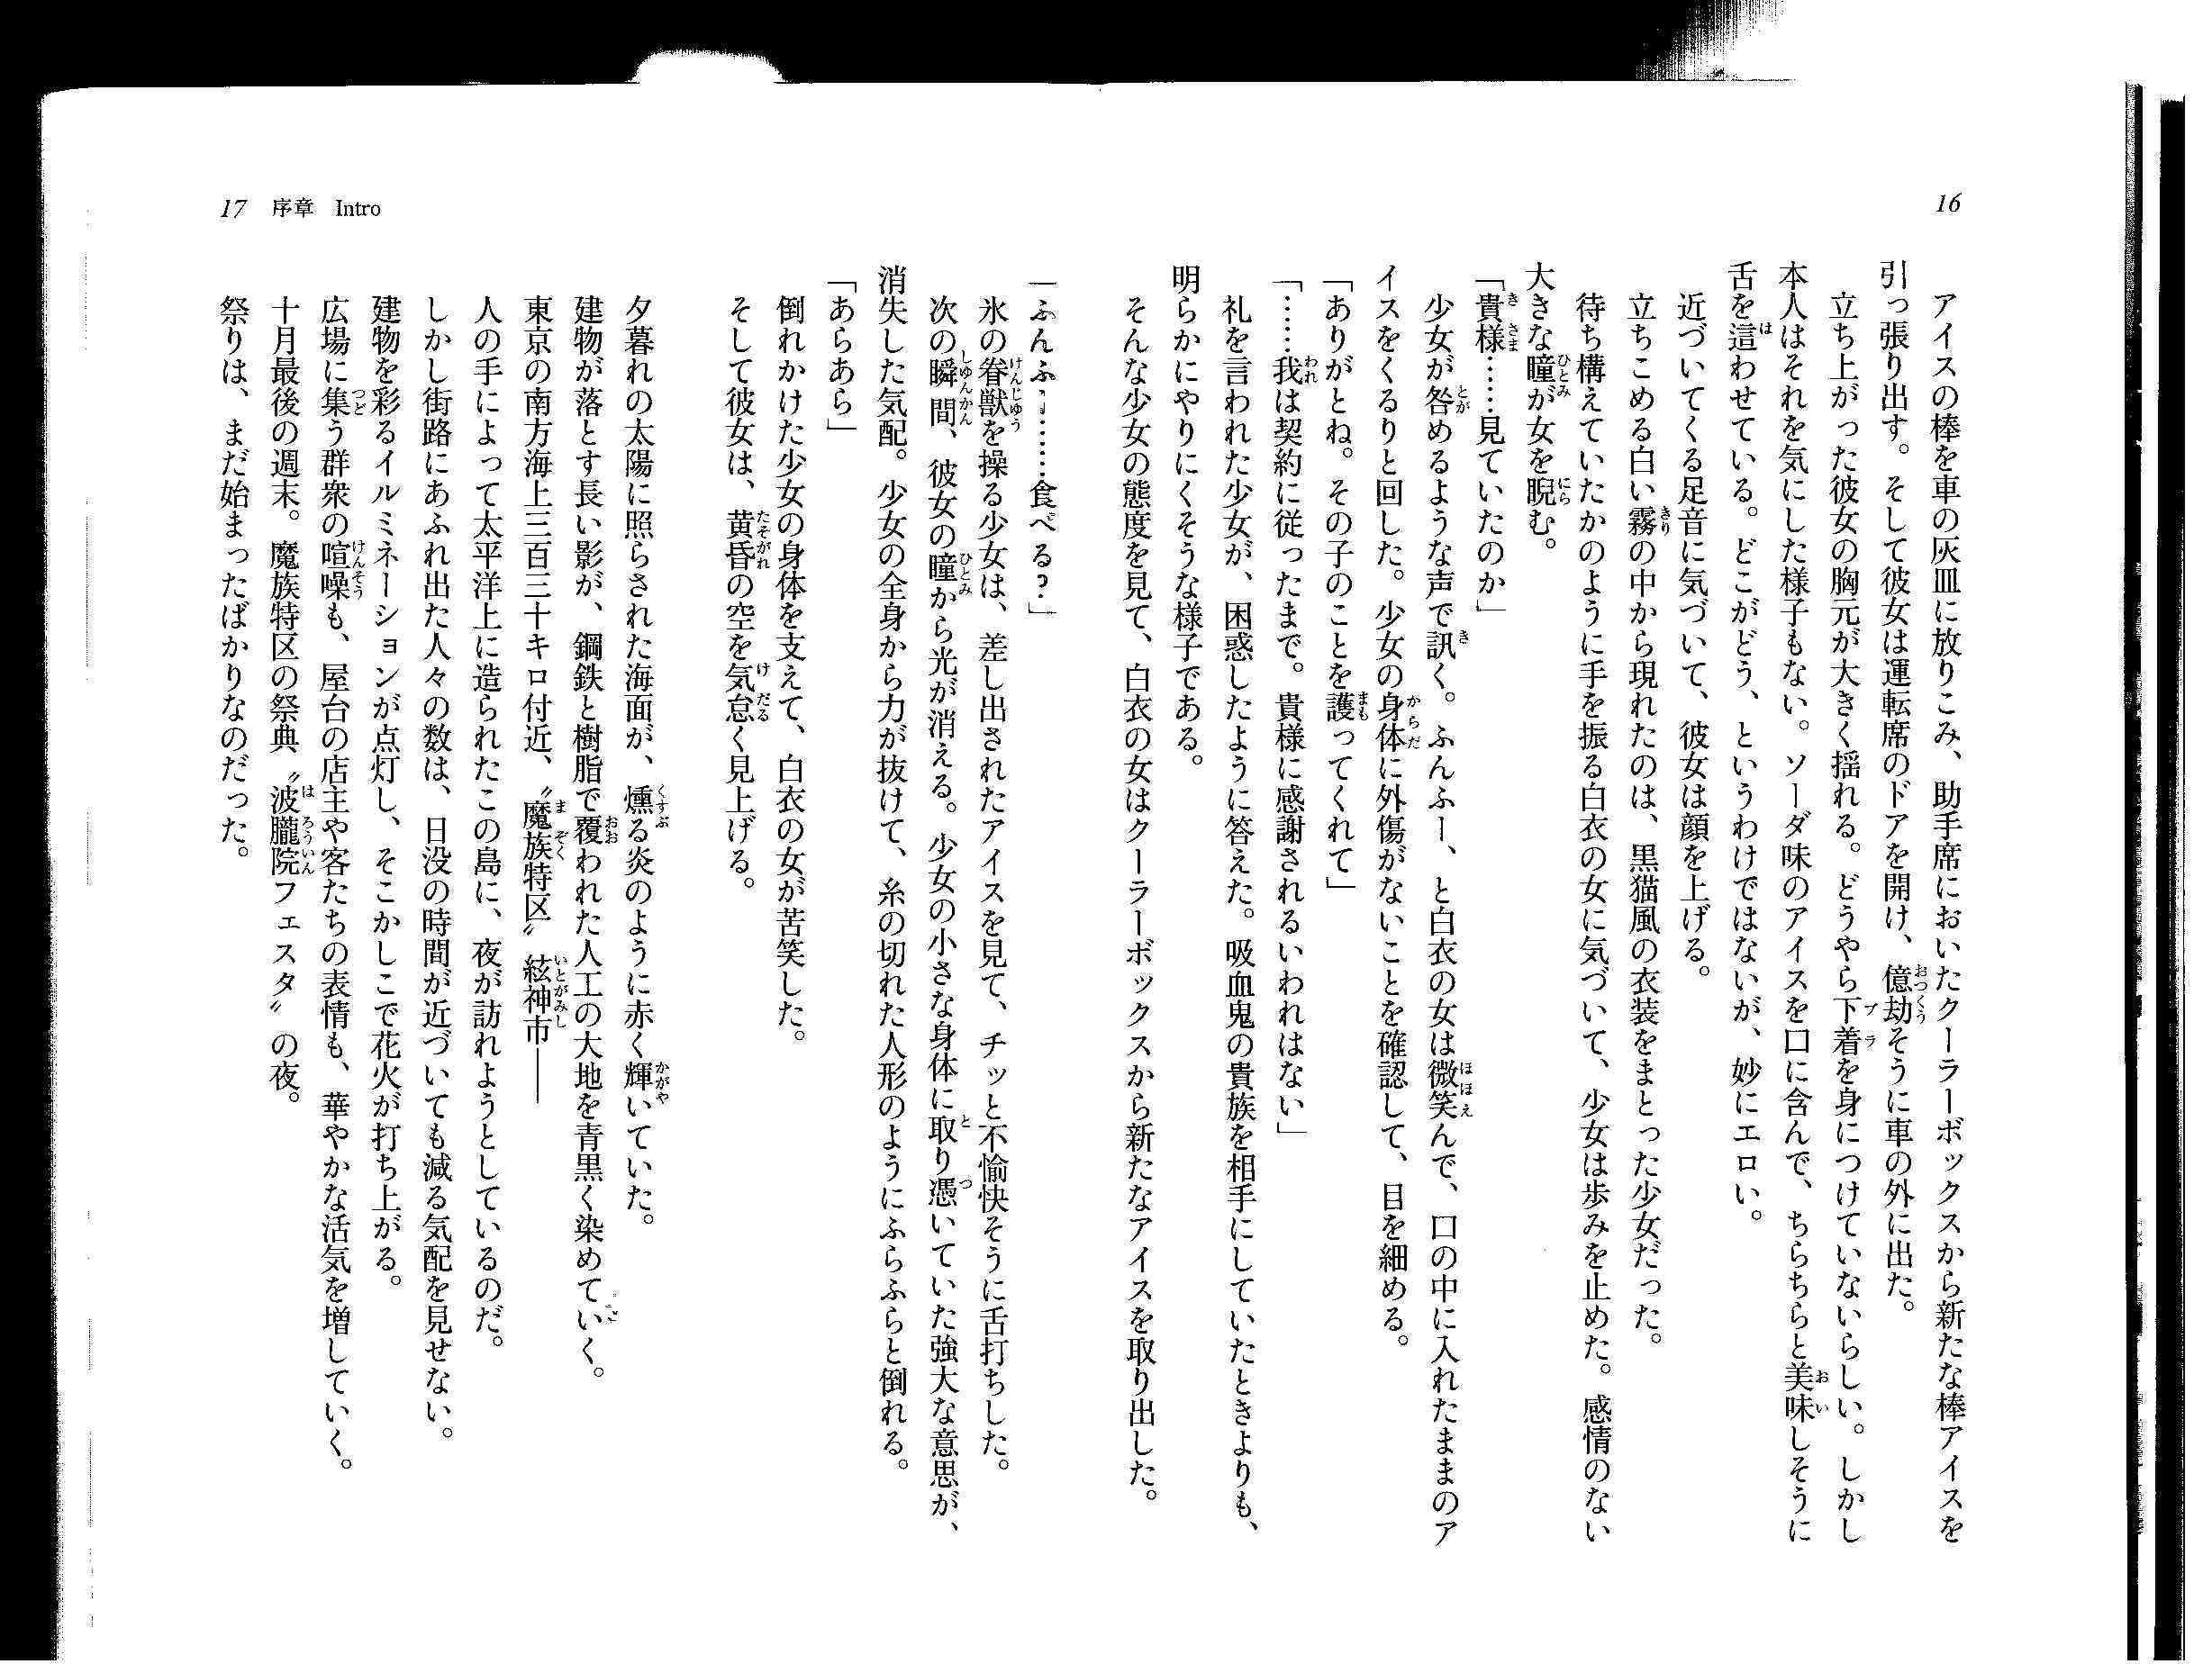 16
アイスの棒を車の灰皿に放りこみ、助手席においたクーラーボックスから新たな棒アイスを
引っ張り出す。そして彼女は運転席のドアを開け、億劫そうに車の外に出た。
立ち上がった彼女の胸元が大きく揺れる。どうやら下着を身につけていないらしい。しかし
本人はそれを気にした様子もない。ソーダ味のアイスを口に含んで、ちらちらと美味しそうに
舌を這わせている。どこがどう、というわけではないが、妙にエロい。
近づいてくる足音に気づいて、彼女は顔を上げる。
立ちこめる白い霧の中から現れたのは、黒猫風の衣装をまとった少女だった。
待ち構えていたかのように手を振る白衣の女に気づいて、少女は歩みを止めた。感情のない
大きな瞳が女を睨む。
「貴様……見ていたのか」
少女が咎めるような声で訊く。ふんふー、と白衣の女は微笑んで、口の中に入れたままのア
イスをくるりと回した。少女の身体に外傷がないことを確認して、目を細める。
「ありがとね。その子のことを護ってくれて」
「……我は契約に従ったまで。貴様に感謝されるいわれはない」
礼を言われた少女が、困惑したように答えた。吸血鬼の貴族を相手にしていたときよりも、
明らかにやりにくそうな様子である。
そんな少女の態度を見て、白衣の女はクーラーボックスから新たなアイスを取り出した。
17 序章 Intro
「ふんふー……食べる？」
氷の眷獣を操る少女は、差し出されたアイスを見て、チッと不愉快そうに舌打ちした。
次の瞬間、彼女の瞳から光が消える。少女の小さな身体に取り憑いていた強大な意思が、
消失した気配。少女の全身から力が抜けて、糸の切れた人形のようにふらふらと倒れる。
「あらあら」
倒れかけた少女の身体を支えて、白衣の女が苦笑した。
そして彼女は、黄昏の空を気怠く見上げる。
夕暮れの太陽に照らされた海面が、燻る炎のように赤く輝いていた。
建物が落とす長い影が、鋼鉄と樹脂で覆われた人工の大地を青黒く染めていく。
東京の南方海上三百三十キロ付近、〝魔族特区〟絃神市――
人の手によって太平洋上に造られたこの島に、夜が訪れようとしているのだ。
しかし街路にあふれ出た人々の数は、日没の時間が近づいても減る気配を見せない。
建物を彩るイルミネーションが点灯し、そこかしこで花火が打ち上がる。
広場に集う群衆の喧噪も、屋台の店主や客たちの表情も、華やかな活気を増していく。
十月最後の週末。魔族特区の祭典〝波朧院フェスタ〟の夜。
祭りは、まだ始まったばかりなのだった。